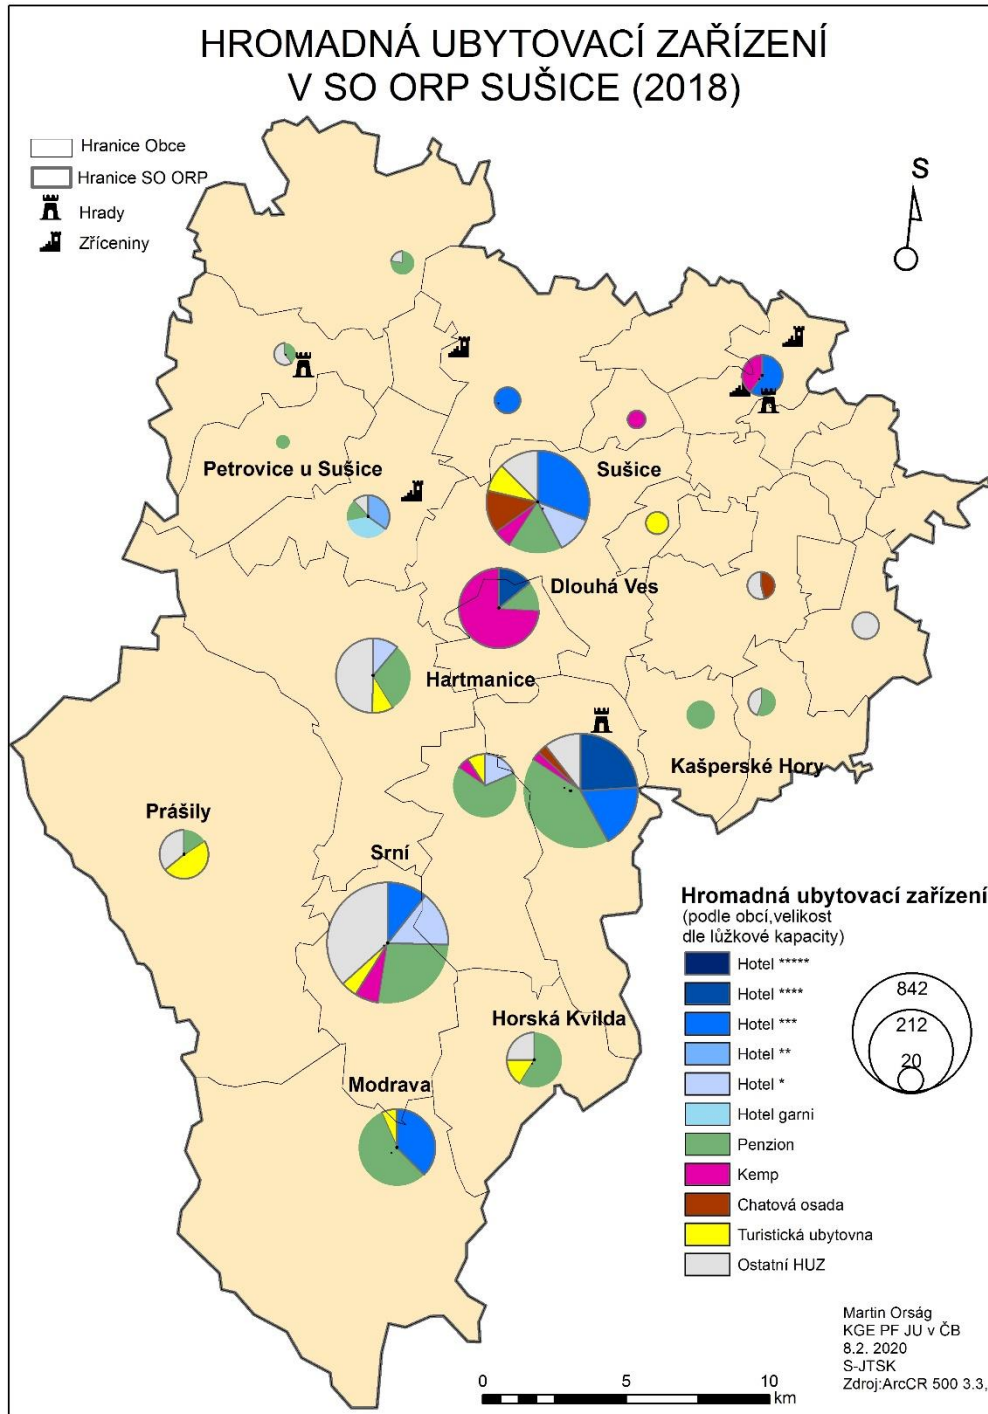 HROMADNÁ UBYTOVACÍ ZAŘÍZENÍ
V SO ORP SUŠICE (2018)
Hranice Obce
Hranice SO ORP
Hrady
Zříceniny
S
Petrovice u Sušice
Sušice
Dlouhá Ves
Hartmanice
Kašperské Hory
Prášily
Srní
Horská Kvilda
Modrava
Hromadná ubytovací zařízení
(podle obcí,velikost
dle lůžkové kapacity)
Hotel *****
Hotel ****
Hotel ***
Hotel **
Hotel *
Hotel garni
Penzion
Kemp
Chatová osada
Turistická ubytovna
Ostatní HUZ
842
212
20
Martin Orság
KGE PF JU v ČB
8.2. 2020
S-JTSK
Zdroj:ArcCR 500 3.3,
0 5 10
km